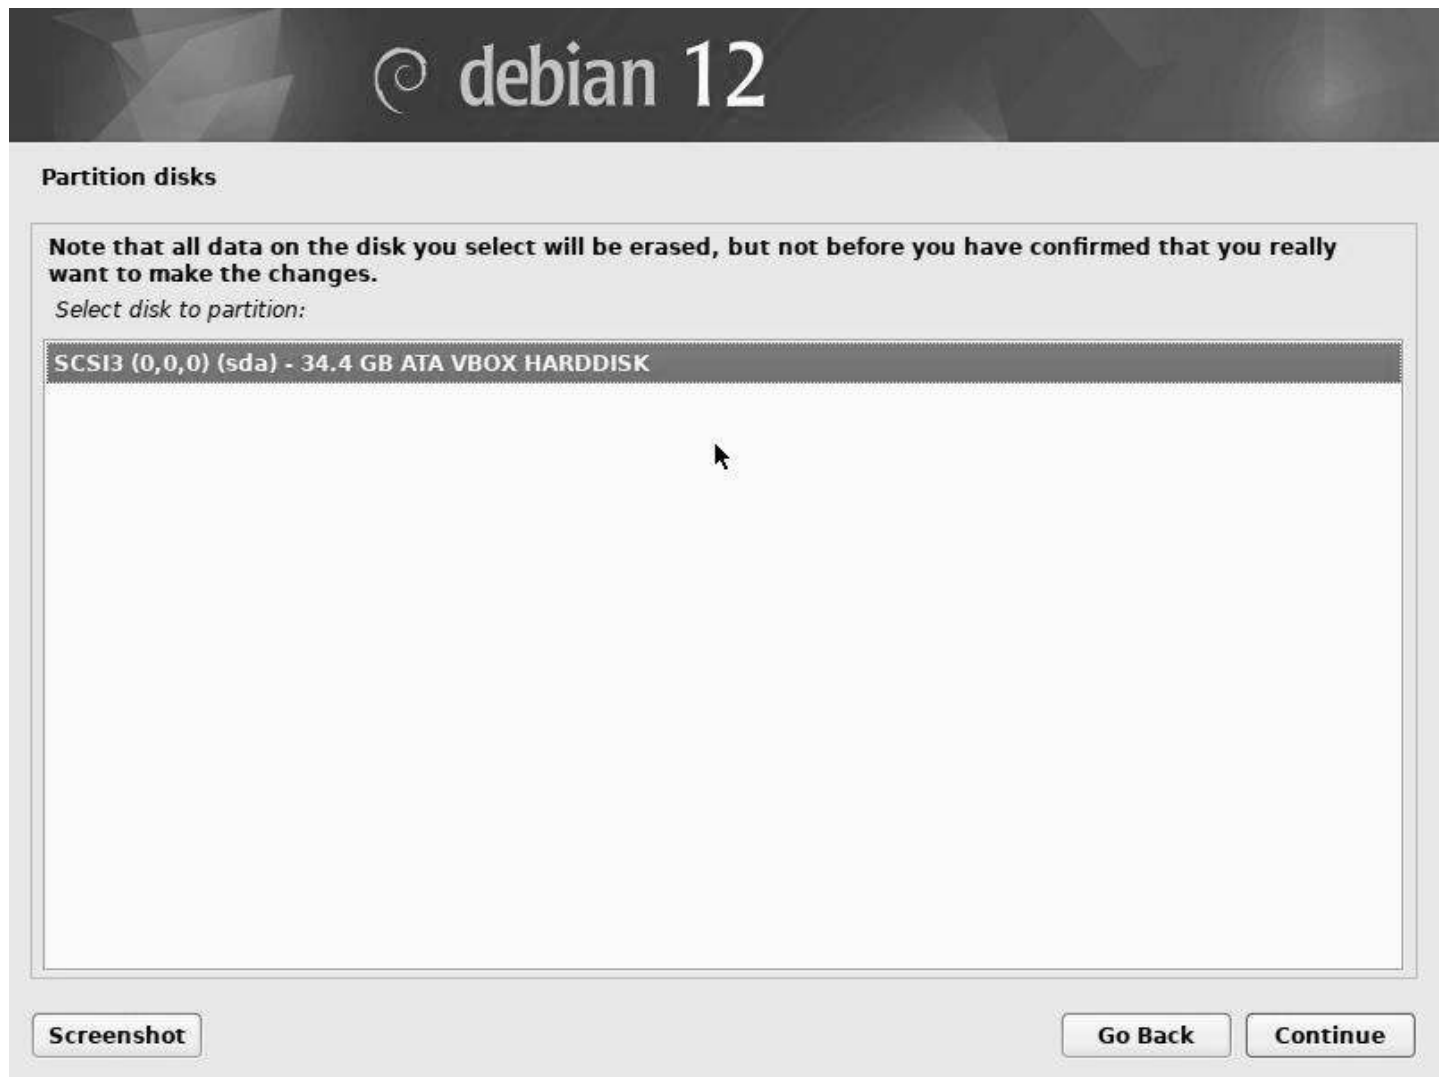 debian 12
Partition disks
Note that all data on the disk you select will be erased, but not before you have confirmed that you really
want to make the changes.
Select disk to partition:
SCSI3 (0,0,0) (sda) - 34.4 GB ATA VBOX HARDDISK
Screenshot
Go Back
Continue